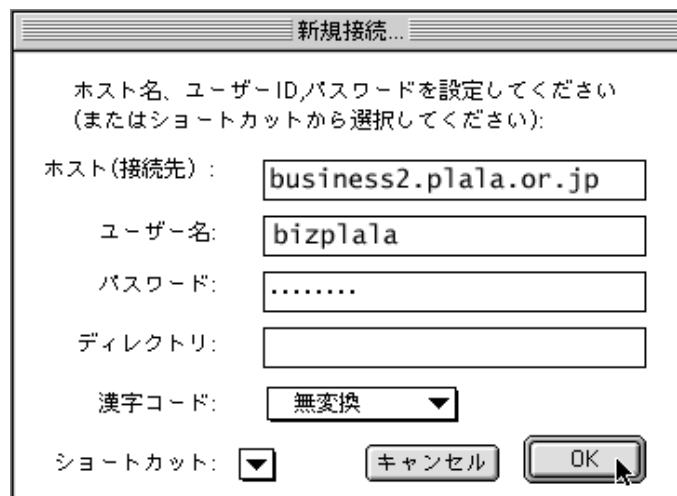 新規接続...
ホスト名、ユーザーID,パスワードを設定してください
(またはショートカットから選択してください):
ホスト(接続先) : business2.plala.or.jp
ユーザー名: bizplala
パスワード: ········
ディレクトリ:
漢字コード: 無変換
ショートカット: キャンセル OK